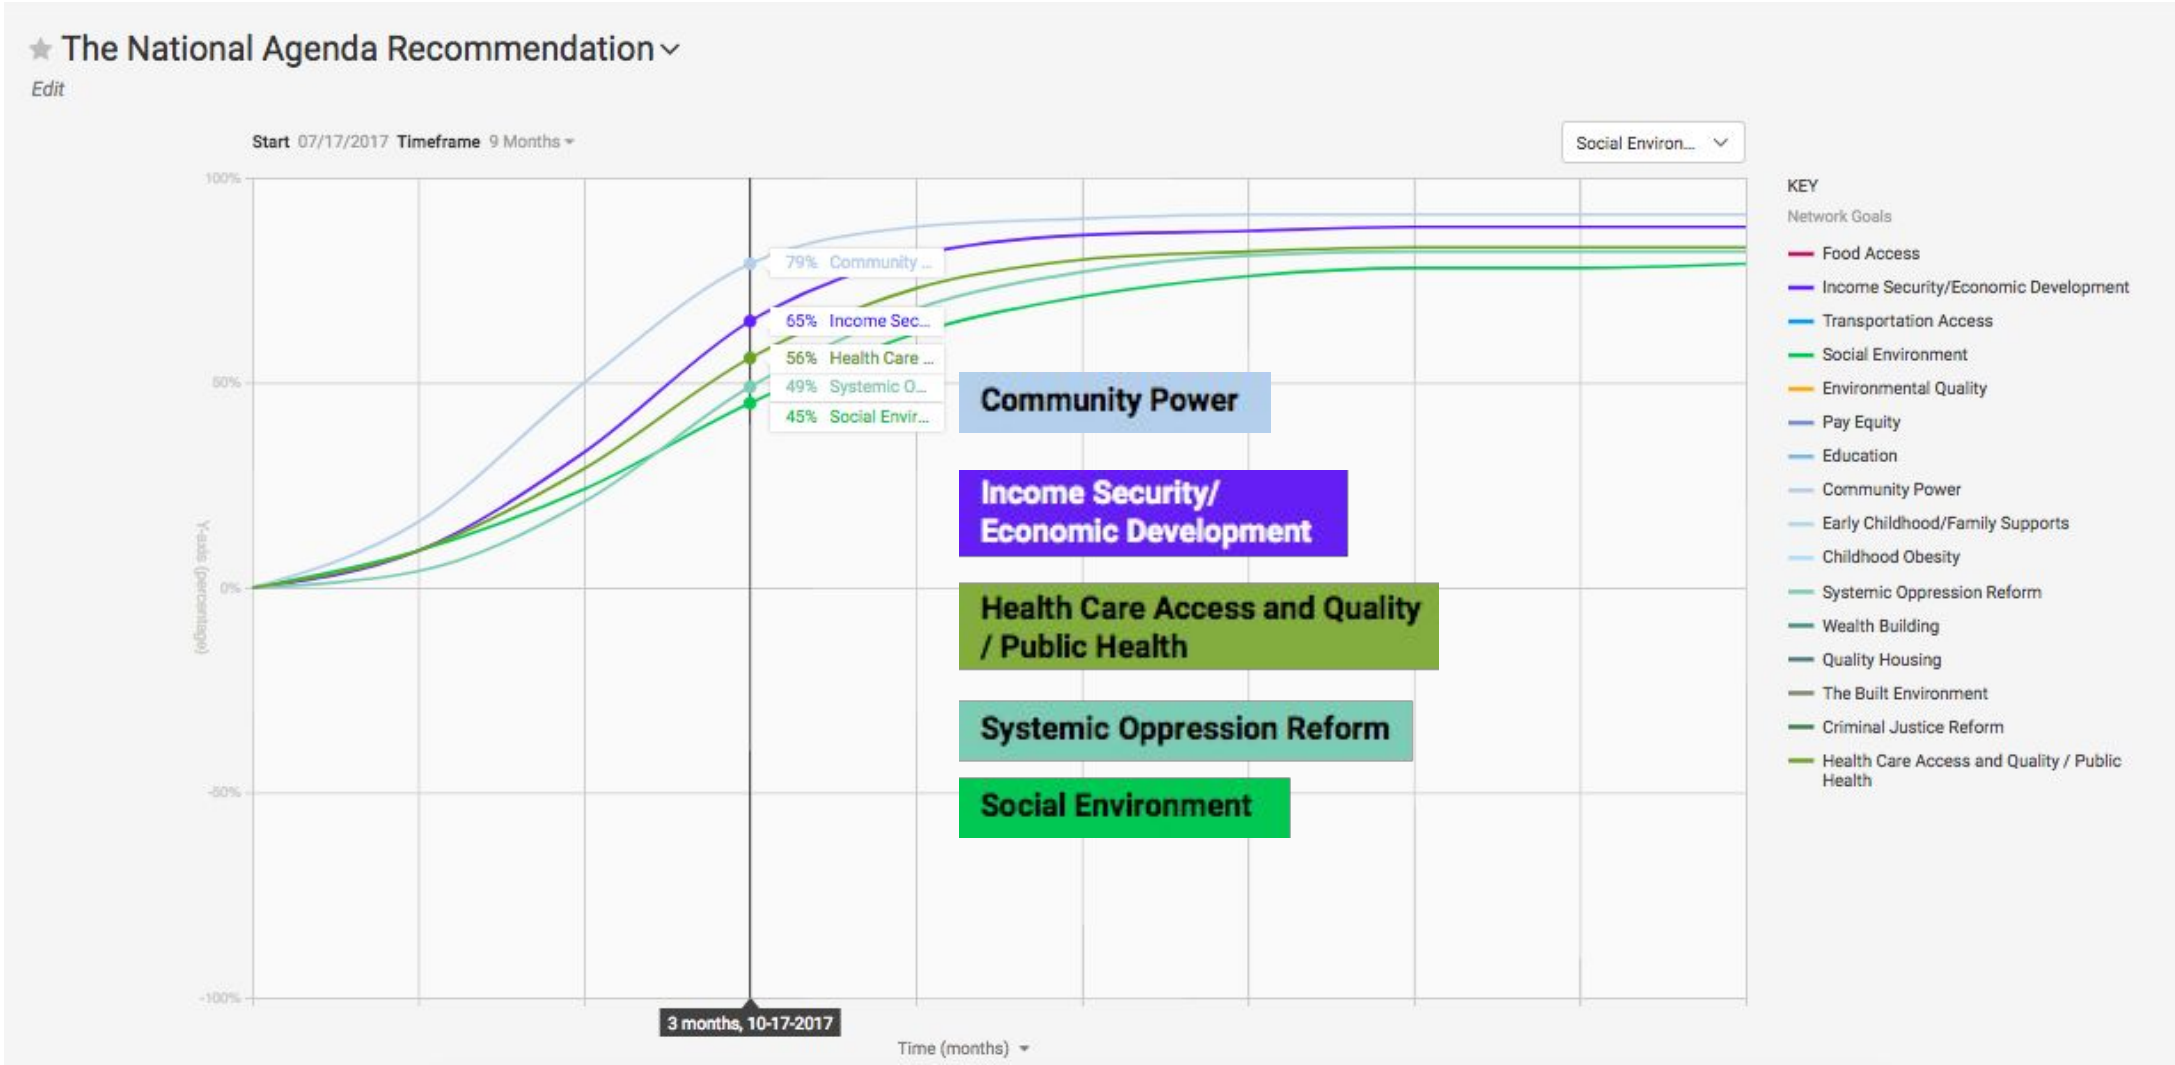 The National Agenda Recommendation
Edit
Start 07/17/2017 Timeframe 9 Months
Social Environ...
100%
50%
0%
-50%
-100%
Y-axis (percentage)
79% Community ...
65% Income Sec...
56% Health Care ...
49% Systemic O...
45% Social Envir...
Community Power
Income Security/
Economic Development
Health Care Access and Quality
/ Public Health
Systemic Oppression Reform
Social Environment
3 months, 10-17-2017
Time (months)
KEY
Network Goals
Food Access
Income Security/Economic Development
Transportation Access
Social Environment
Environmental Quality
Pay Equity
Education
Community Power
Early Childhood/Family Supports
Childhood Obesity
Systemic Oppression Reform
Wealth Building
Quality Housing
The Built Environment
Criminal Justice Reform
Health Care Access and Quality / Public
Health